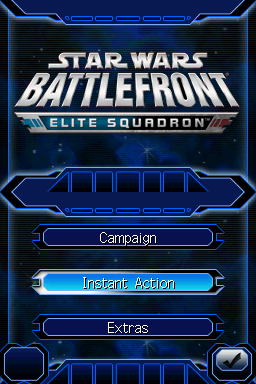 STAR WARS
BATTLEFRONT
ELITE SQUADRON
Campaign
Instant Action
Extras